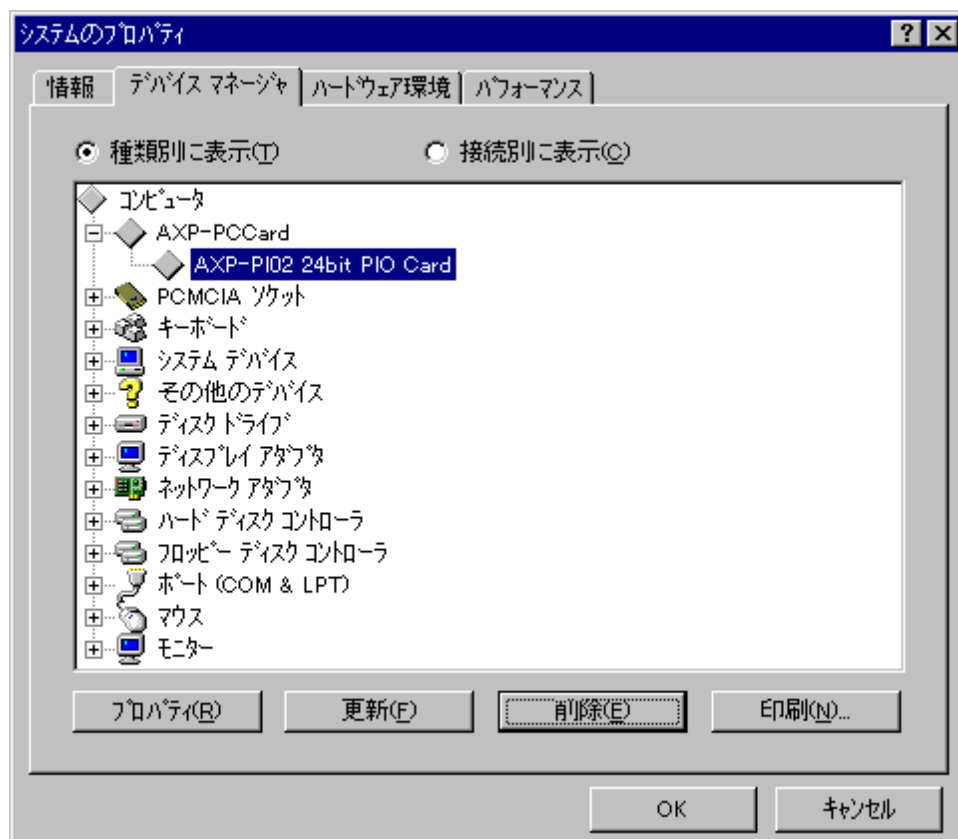 システムのプロパティ
情報 デバイス マネージャ ハードウェア環境 パフォーマンス
種類別に表示(T) 接続別に表示(C)
コンピュータ
AXP-PCCard
AXP-PI02 24bit PIO Card
PCMCIA ソケット
キーボード
システム デバイス
その他のデバイス
ディスク ドライブ
ディスプレイ アダプタ
ネットワーク アダプタ
ハード ディスク コントローラ
フロッピー ディスク コントローラ
ポート (COM & LPT)
マウス
モニター
プロパティ(R) 更新(F) 削除(E) 印刷(N)...
OK キャンセル